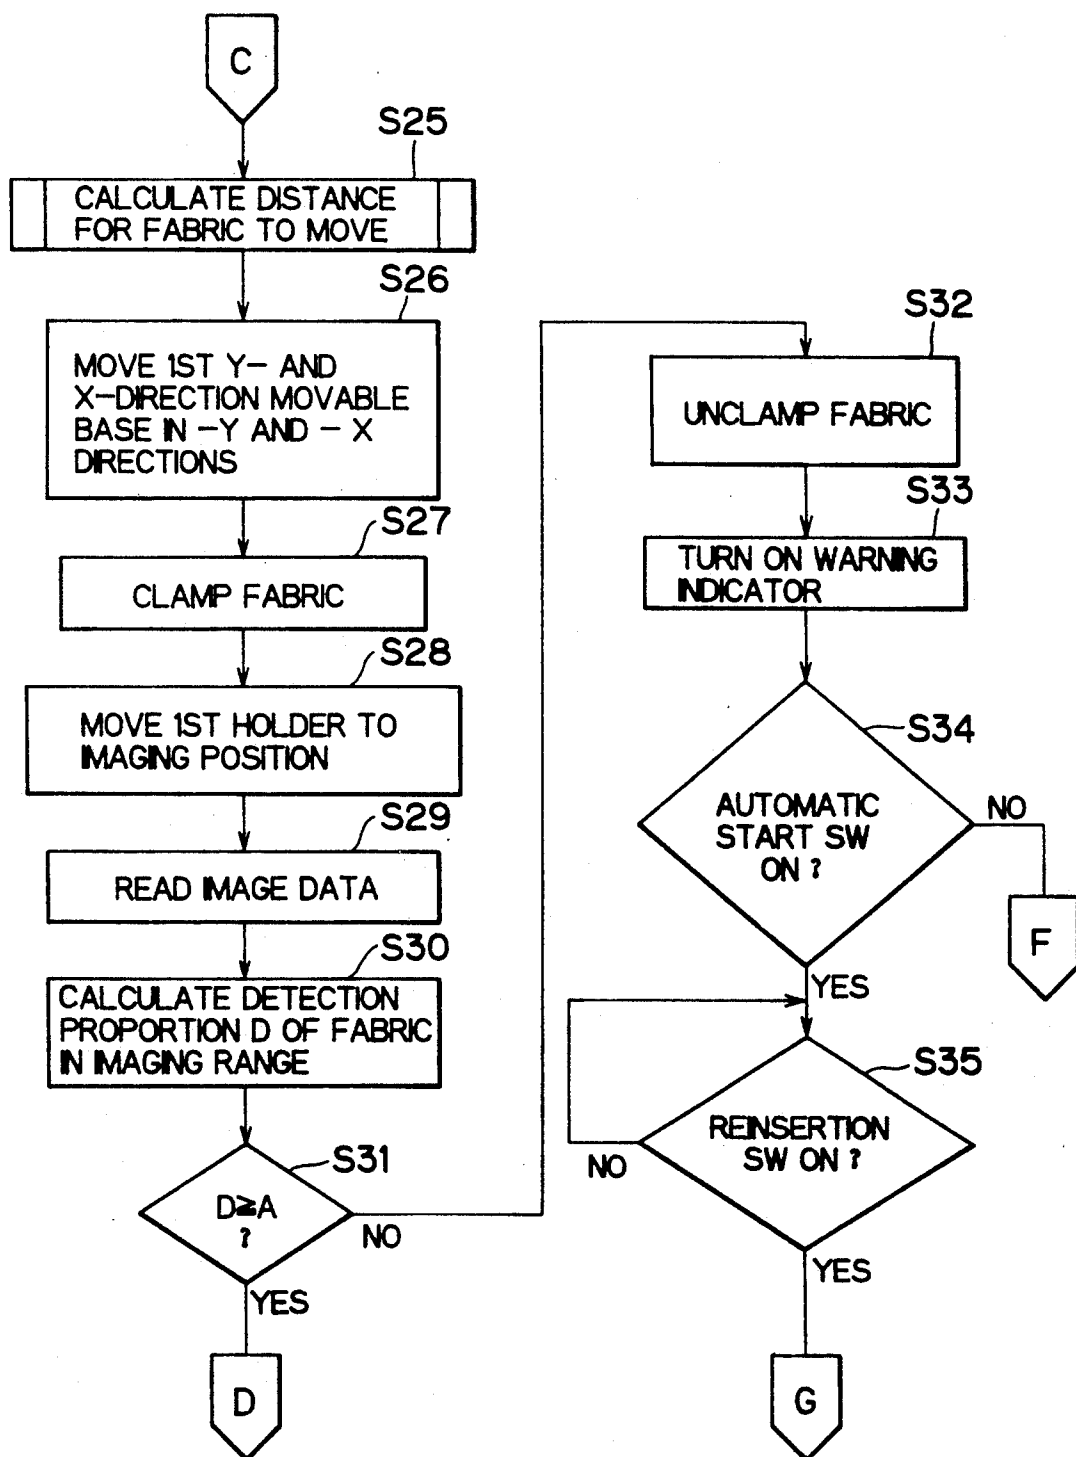 C
S25
CALCULATE DISTANCE
FOR FABRIC TO MOVE
S26
MOVE 1ST Y- AND
X-DIRECTION MOVABLE
BASE IN -Y AND - X
DIRECTIONS
S27
CLAMP FABRIC
S28
MOVE 1ST HOLDER TO
IMAGING POSITION
S29
READ IMAGE DATA
S30
CALCULATE DETECTION
PROPORTION D OF FABRIC
IN IMAGING RANGE
S31
D≧A
?
NO
YES
D
S32
UNCLAMP FABRIC
S33
TURN ON WARNING
INDICATOR
S34
AUTOMATIC
START SW
ON ?
NO
F
YES
S35
REINSERTION
SW ON ?
NO
YES
G